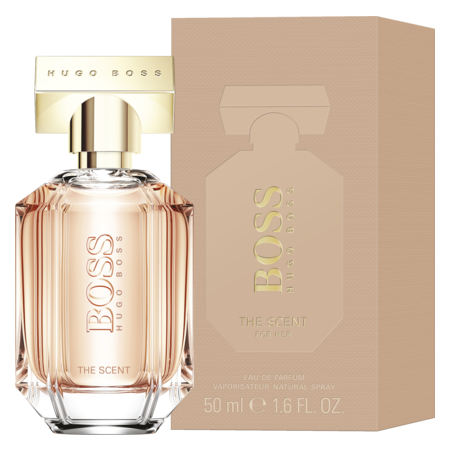 HUGO BOSS
BOSS
HUGO BOSS
THE SCENT
BOSS
HUGO BOSS
THE SCENT
FOR HER
EAU DE PARFUM
VAPORISATEUR NATURAL SPRAY
50 ml ℮ 1.6 FL. OZ.